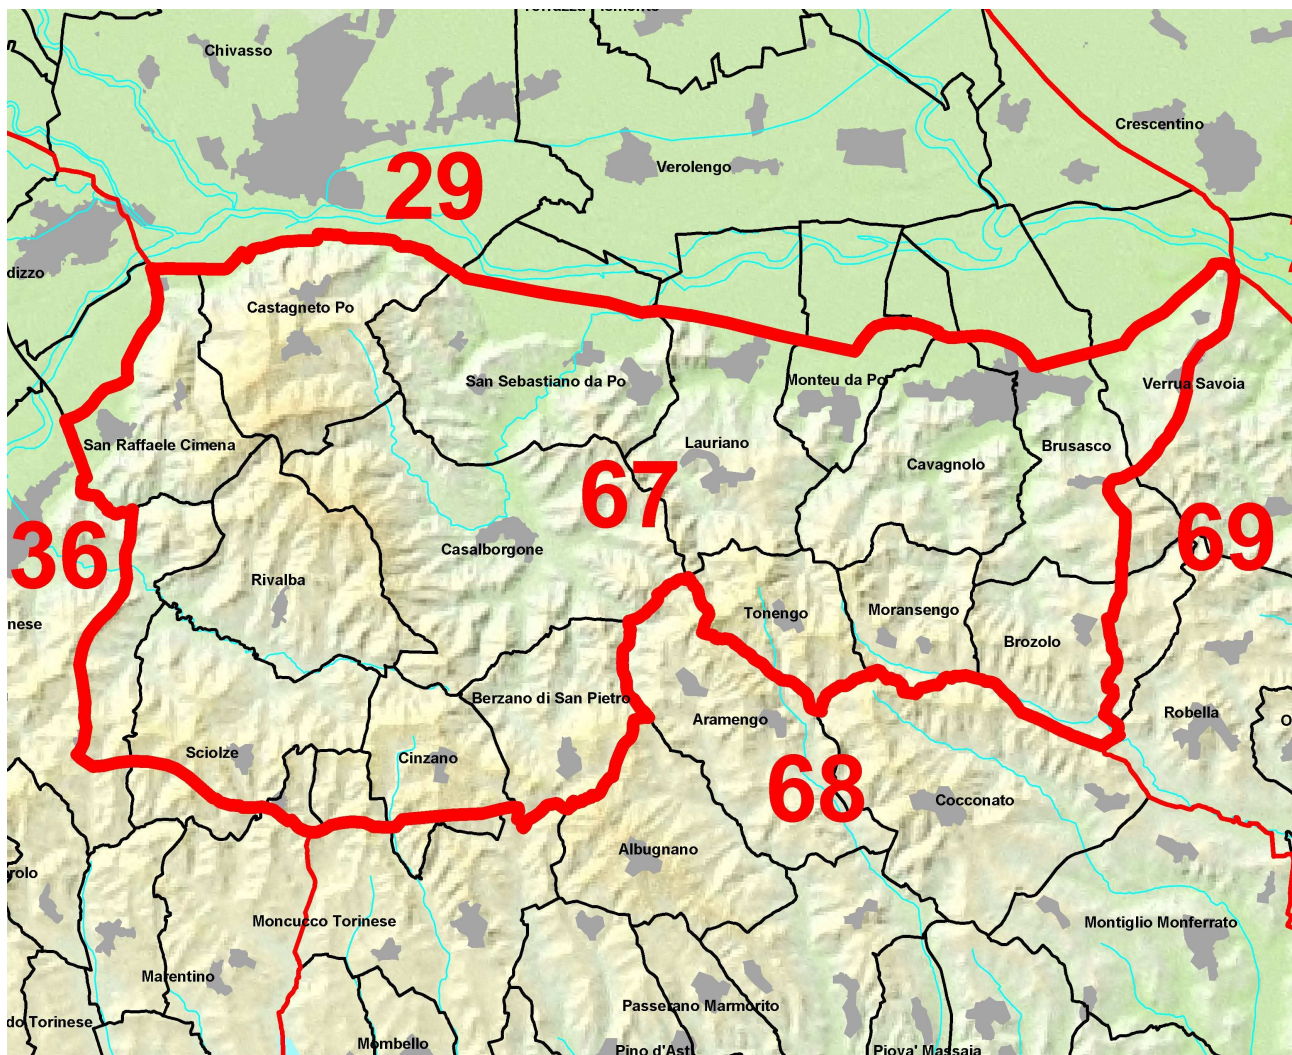 Chivasso
Crescentino
Verolengo
29
dizzo
Castagneto Po
San Sebastiano da Po
Monteu da Po
Verrua Savoia
San Raffaele Cimena
Lauriano
Brusasco
Cavagnolo
67
69
36
Casalborgone
Rivalba
nese
Tonengo
Moransengo
Brozolo
Berzano di San Pietro
Aramengo
Robella
O
Sciolze
Cinzano
68
Cocconato
Albugnano
rolo
Moncucco Torinese
Montiglio Monferrato
Marentino
Passerano Marmorito
do Torinese
Mombello
Pino d'Asti
Piova' Massaia